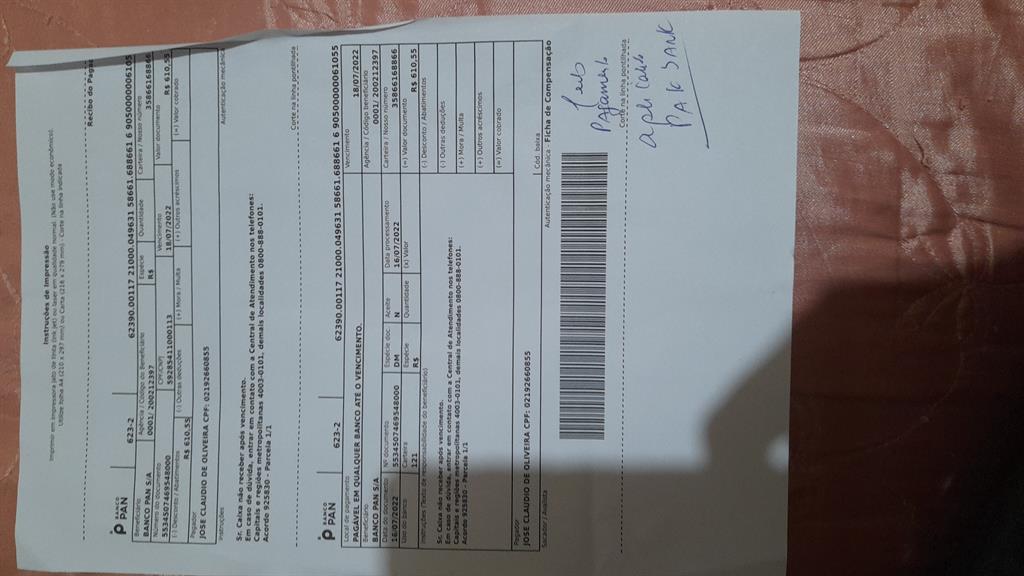 Instruções de Impressão
Imprimir em impressora jato de tinta (ink jet) ou laser em qualidade normal. (Não use modo econômico).
Utilize folha A4 (210 x 297 mm) ou Carta (216 x 279 mm) - Corte na linha indicada
Recibo do Pagador
BANCO PAN 623-2 62390.00117 21000.049631 58661.688661 6 90500000006105
Beneficiário Agência / Código do Beneficiário Espécie Quantidade Carteira / Nosso número
BANCO PAN S/A 0001/ 200212397 R$ 35866168866
Número do documento CPF/CNPJ Vencimento Valor documento
5534507469548000 59285411000113 18/07/2022 R$ 610,55
(-) Desconto / Abatimentos (-) Outras deduções (+) Mora / Multa (+) Outros acréscimos (=) Valor cobrado
R$ 610,55
Pagador
JOSE CLAUDIO DE OLIVEIRA CPF: 02192660855
Instruções Autenticação mecânica
Sr. Caixa não receber após vencimento.
Em caso de dúvida, entrar em contato com a Central de Atendimento nos telefones:
Capitais e regiões metropolitanas 4003-0101, demais localidades 0800-888-0101.
Acordo 925830 - Parcela 1/1
Corte na linha pontilhada
BANCO PAN 623-2 62390.00117 21000.049631 58661.688661 6 90500000061055
Local de pagamento Vencimento
PAGÁVEL EM QUALQUER BANCO ATÉ O VENCIMENTO. 18/07/2022
Beneficiário Agência / Código beneficiário
BANCO PAN S/A 0001/ 200212397
Data do documento Nº documento Espécie doc. Aceite Data processamento Carteira / Nosso número
16/07/2022 5534507469548000 DM N 16/07/2022 35866168866
Uso do banco Carteira Espécie Quantidade (x) Valor (=) Valor documento
121 R$ R$ 610,55
Instruções (Texto de responsabilidade do beneficiário) (-) Desconto / Abatimentos
Sr. Caixa não receber após vencimento. (-) Outras deduções
Em caso de dúvida, entrar em contato com a Central de Atendimento nos telefones:
Capitais e regiões metropolitanas 4003-0101, demais localidades 0800-888-0101.
Acordo 925830 - Parcela 1/1
(+) Mora / Multa
(+) Outros acréscimos
(=) Valor cobrado
Pagador
JOSE CLAUDIO DE OLIVEIRA CPF: 02192660855
Cód. baixa
Sacador / Avalista Autenticação mecânica - Ficha de Compensação
Corte na linha pontilhada
PAGAMENTO